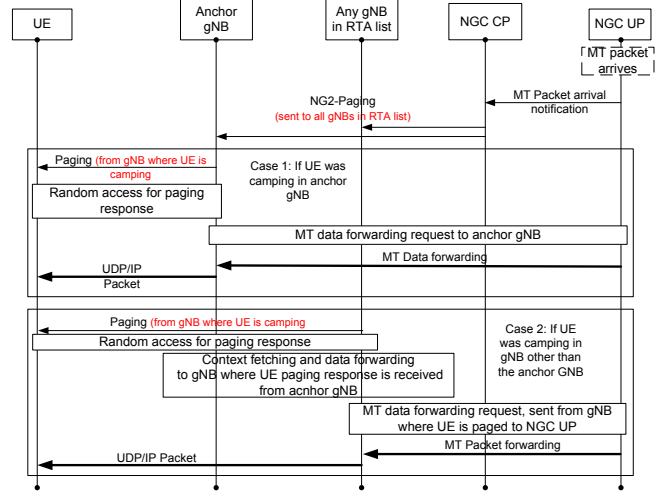 UE
Anchor
gNB
Any gNB
in RTA list
NGC CP
NGC UP
MT packet
arrives
MT Packet arrival
notification
NG2-Paging
(sent to all gNBs in RTA list)
Paging (from gNB where UE is
camping
Case 1: If UE was
camping in anchor
gNB
Random access for paging
response
MT data forwarding request to anchor gNB
MT Data forwarding
UDP/IP
Packet
Paging (from gNB where UE is camping
Case 2: If UE
was camping in
gNB other than
the anchor GNB
Random access for paging response
Context fetching and data forwarding
to gNB where UE paging response is received
from acnhor gNB
MT data forwarding request, sent from gNB
where UE is paged to NGC UP
MT Packet forwarding
UDP/IP Packet